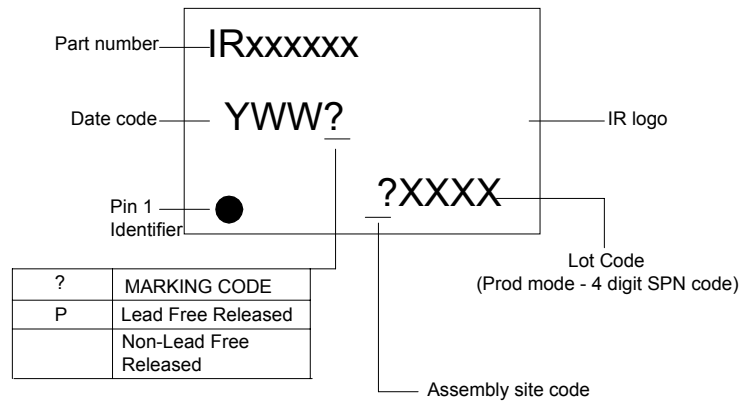 Part number
IRxxxxxx
Date code
YWW?
IR logo
?XXXX
Pin 1
Identifier
Lot Code
(Prod mode - 4 digit SPN code)
? MARKING CODE
P Lead Free Released
Non-Lead Free
Released
Assembly site code